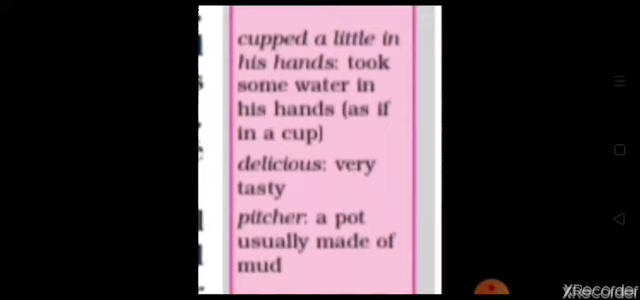 cupped a little in
his hands: took
some water in
his hands (as if
in a cup)
delicious: very
tasty
pitcher: a pot
usually made of
mud
XRecorder